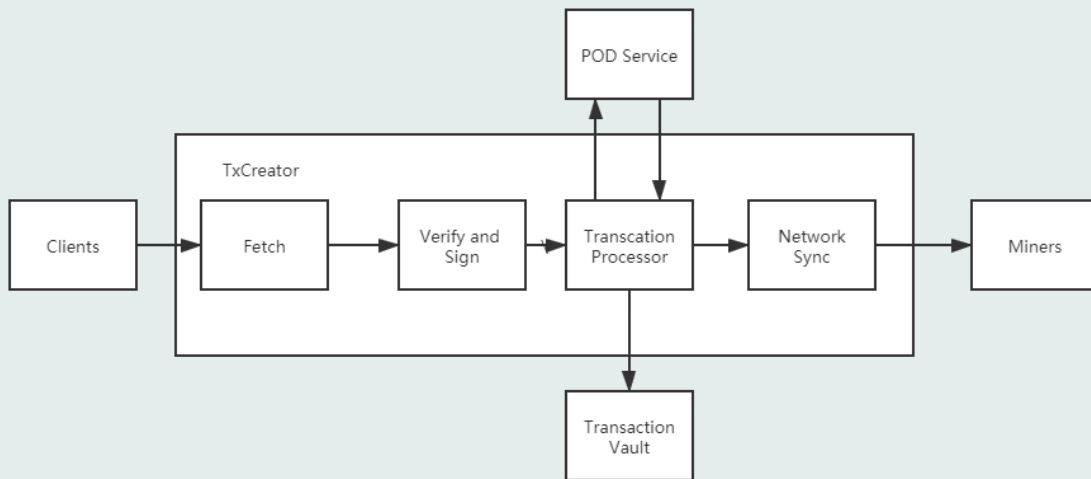 POD Service
TxCreator
Clients
Fetch
Verify and
Sign
Transcation
Processor
Network
Sync
Miners
Transaction
Vault